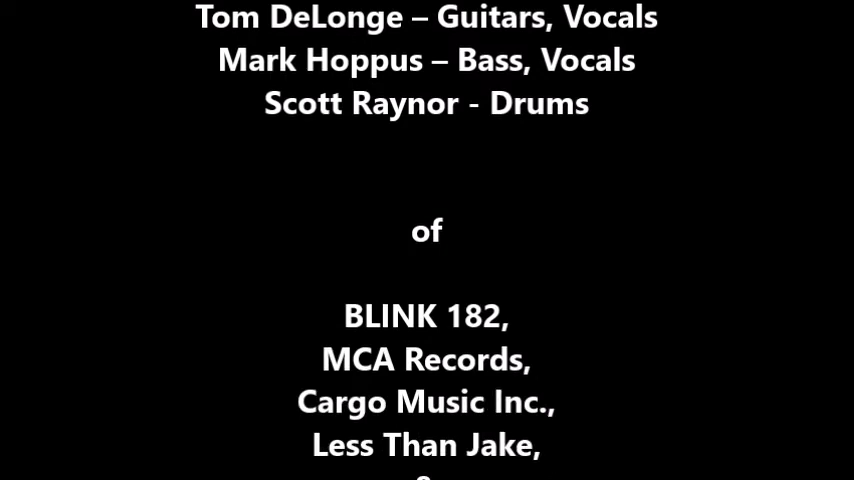 Tom DeLonge – Guitars, Vocals
Mark Hoppus – Bass, Vocals
Scott Raynor - Drums
of
BLINK 182,
MCA Records,
Cargo Music Inc.,
Less Than Jake,